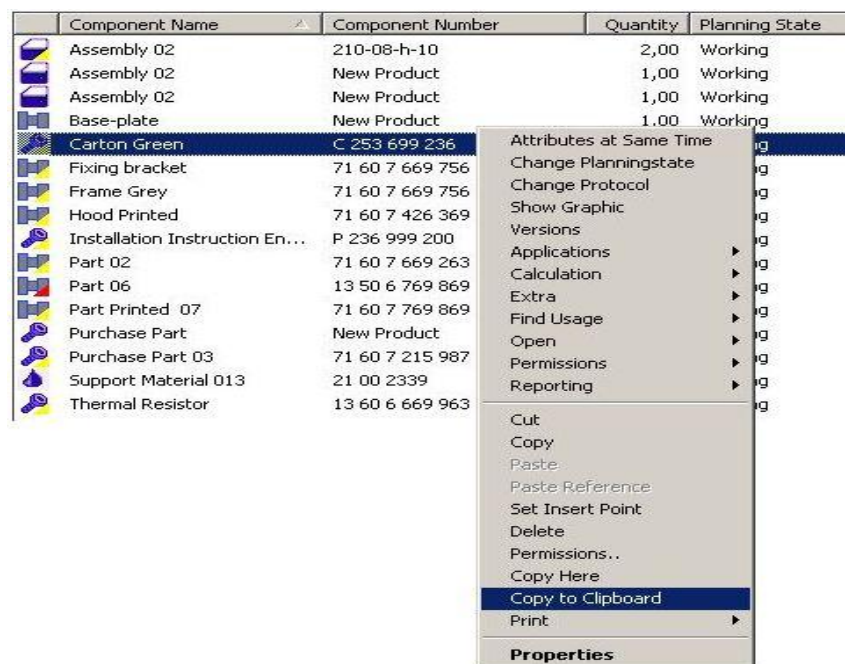 Component Name Component Number Quantity Planning State
Assembly 02 210-08-h-10 2,00 Working
Assembly 02 New Product 1,00 Working
Assembly 02 New Product 1,00 Working
Base-plate New Product 1,00 Working
Carton Green C 253 699 236
Fixing bracket 71 60 7 669 756
Frame Grey 71 60 7 669 756
Hood Printed 71 60 7 426 369
Installation Instruction En... P 236 999 200
Part 02 71 60 7 669 263
Part 06 13 50 6 769 869
Part Printed 07 71 60 7 769 869
Purchase Part New Product
Purchase Part 03 71 60 7 215 987
Support Material 013 21 00 2339
Thermal Resistor 13 60 6 669 963
Attributes at Same Time
Change Planningstate
Change Protocol
Show Graphic
Versions
Applications
Calculation
Extra
Find Usage
Open
Permissions
Reporting
Cut
Copy
Paste
Paste Reference
Set Insert Point
Delete
Permissions..
Copy Here
Copy to Clipboard
Print
Properties